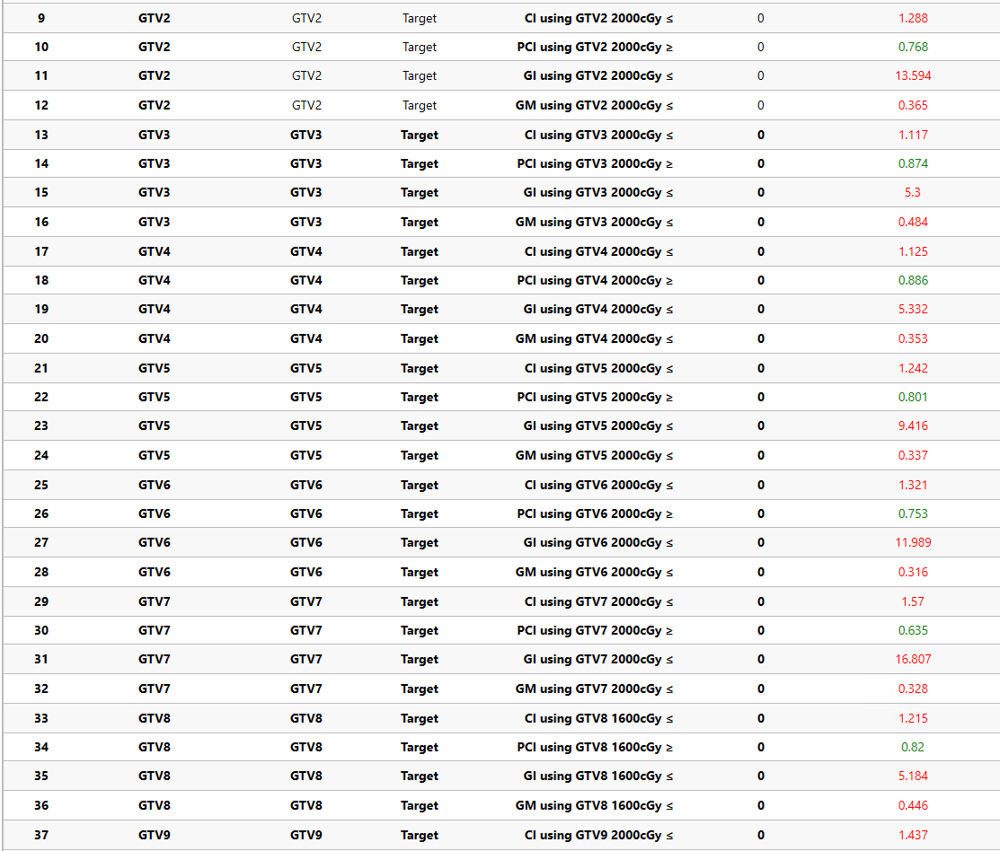 9 GTV2 GTV2 Target CI using GTV2 2000cGy ≤ 0 1.288
10 GTV2 GTV2 Target PCI using GTV2 2000cGy ≥ 0 0.768
11 GTV2 GTV2 Target GI using GTV2 2000cGy ≤ 0 13.594
12 GTV2 GTV2 Target GM using GTV2 2000cGy ≤ 0 0.365
13 GTV3 GTV3 Target CI using GTV3 2000cGy ≤ 0 1.117
14 GTV3 GTV3 Target PCI using GTV3 2000cGy ≥ 0 0.874
15 GTV3 GTV3 Target GI using GTV3 2000cGy ≤ 0 5.3
16 GTV3 GTV3 Target GM using GTV3 2000cGy ≤ 0 0.484
17 GTV4 GTV4 Target CI using GTV4 2000cGy ≤ 0 1.125
18 GTV4 GTV4 Target PCI using GTV4 2000cGy ≥ 0 0.886
19 GTV4 GTV4 Target GI using GTV4 2000cGy ≤ 0 5.332
20 GTV4 GTV4 Target GM using GTV4 2000cGy ≤ 0 0.353
21 GTV5 GTV5 Target CI using GTV5 2000cGy ≤ 0 1.242
22 GTV5 GTV5 Target PCI using GTV5 2000cGy ≥ 0 0.801
23 GTV5 GTV5 Target GI using GTV5 2000cGy ≤ 0 9.416
24 GTV5 GTV5 Target GM using GTV5 2000cGy ≤ 0 0.337
25 GTV6 GTV6 Target CI using GTV6 2000cGy ≤ 0 1.321
26 GTV6 GTV6 Target PCI using GTV6 2000cGy ≥ 0 0.753
27 GTV6 GTV6 Target GI using GTV6 2000cGy ≤ 0 11.989
28 GTV6 GTV6 Target GM using GTV6 2000cGy ≤ 0 0.316
29 GTV7 GTV7 Target CI using GTV7 2000cGy ≤ 0 1.57
30 GTV7 GTV7 Target PCI using GTV7 2000cGy ≥ 0 0.635
31 GTV7 GTV7 Target GI using GTV7 2000cGy ≤ 0 16.807
32 GTV7 GTV7 Target GM using GTV7 2000cGy ≤ 0 0.328
33 GTV8 GTV8 Target CI using GTV8 1600cGy ≤ 0 1.215
34 GTV8 GTV8 Target PCI using GTV8 1600cGy ≥ 0 0.82
35 GTV8 GTV8 Target GI using GTV8 1600cGy ≤ 0 5.184
36 GTV8 GTV8 Target GM using GTV8 1600cGy ≤ 0 0.446
37 GTV9 GTV9 Target CI using GTV9 2000cGy ≤ 0 1.437